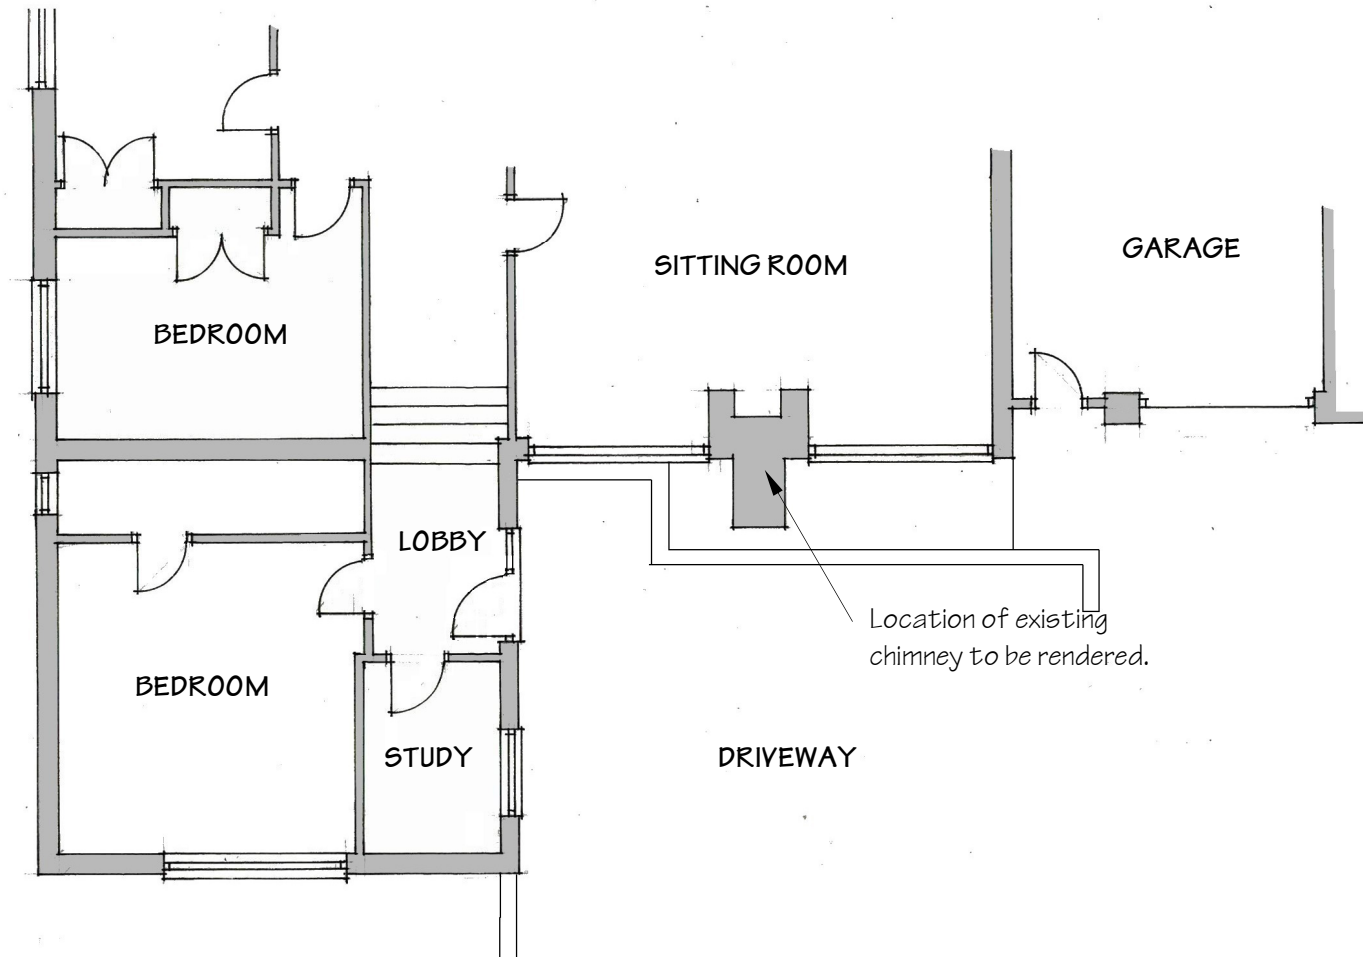 GARAGE
SITTING ROOM
BEDROOM
LOBBY
Location of existing
chimney to be rendered.
BEDROOM
STUDY
DRIVEWAY